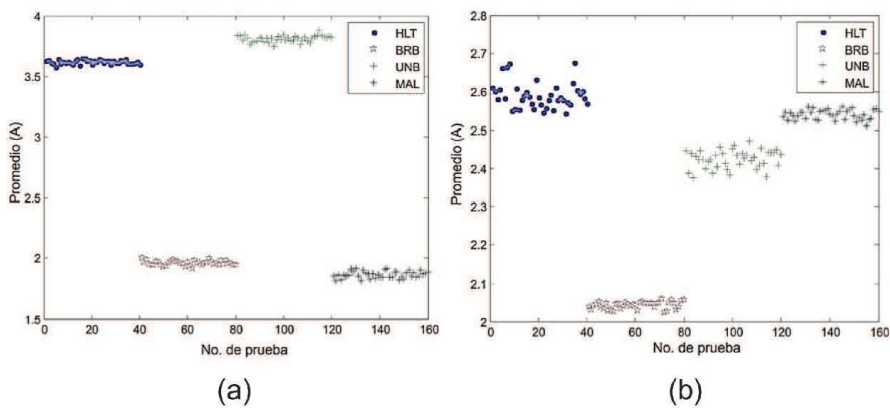 4
3.5
3
2.5
2
1.5
Promedio (A)
0 20 40 60 80 100 120 140 160
No. de prueba
HLT
BRB
UNB
MAL
(a)
2.8
2.7
2.6
2.5
2.4
2.3
2.2
2.1
2
Promedio (A)
0 20 40 60 80 100 120 140 160
No. de prueba
HLT
BRB
UNB
MAL
(b)